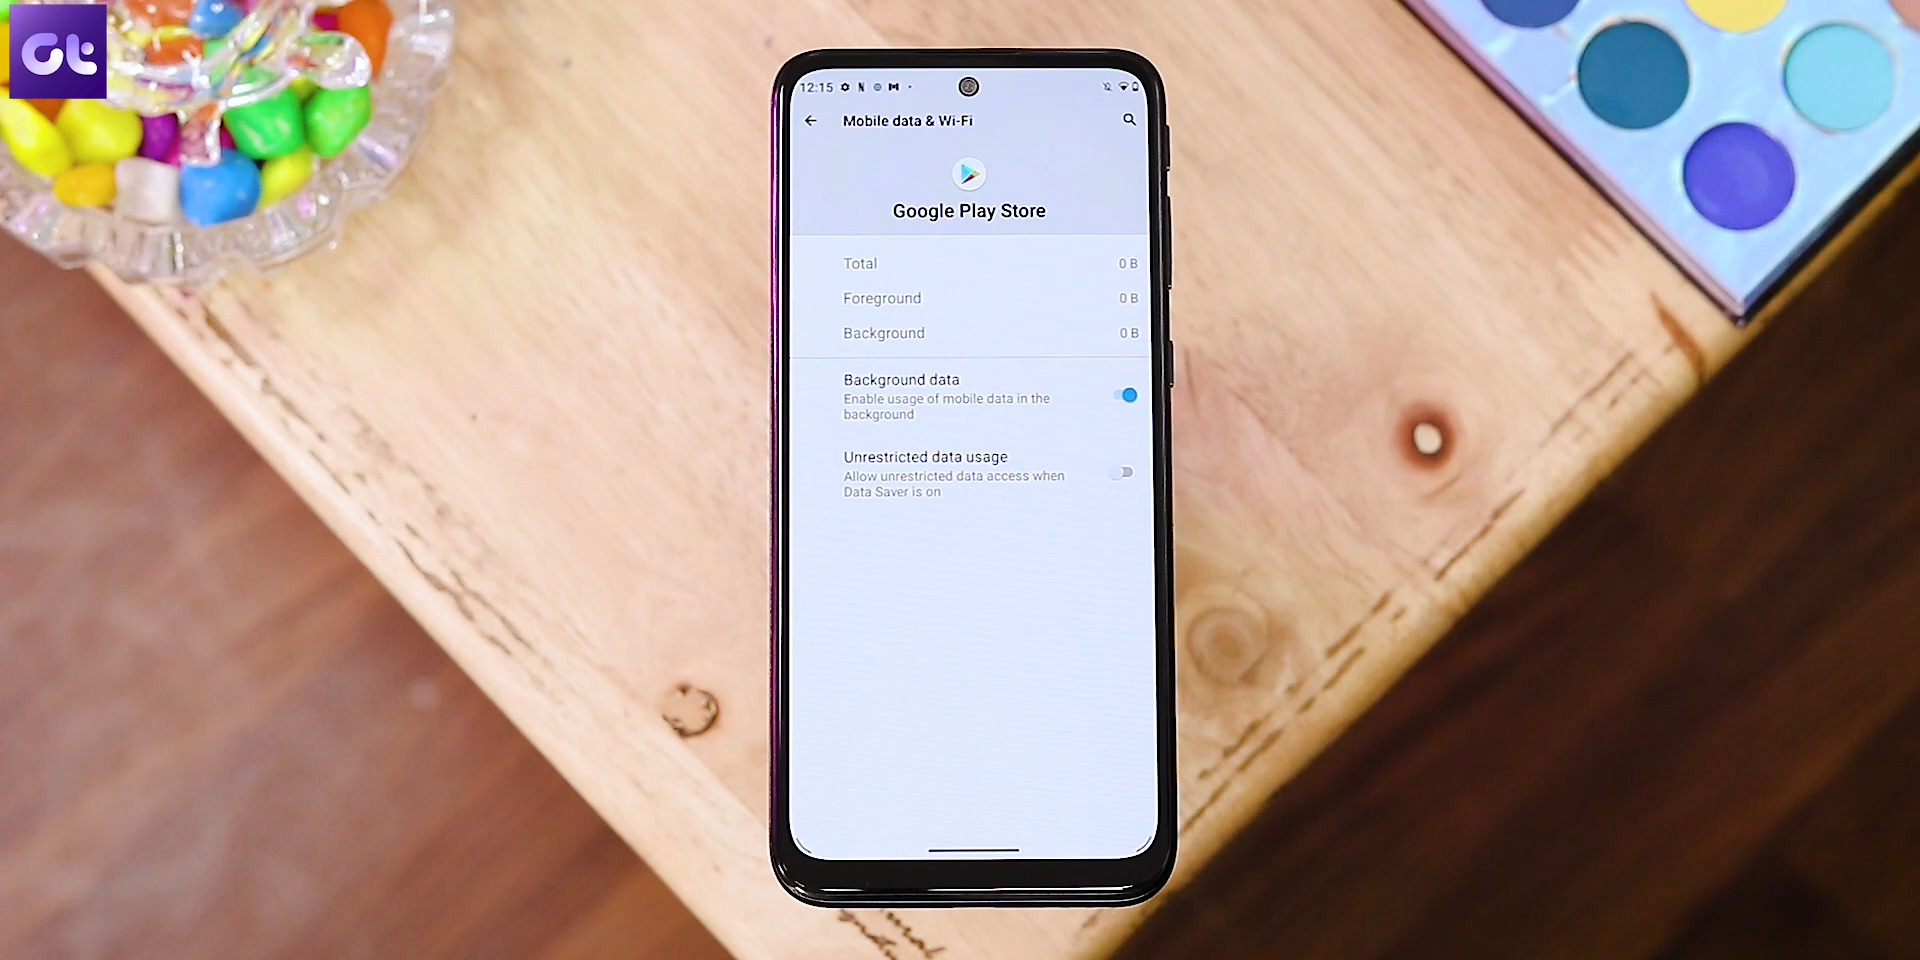 Gt
12:15
Mobile data & Wi-Fi
Google Play Store
Total 0 B
Foreground 0 B
Background 0 B
Background data
Enable usage of mobile data in the
background
Unrestricted data usage
Allow unrestricted data access when
Data Saver is on